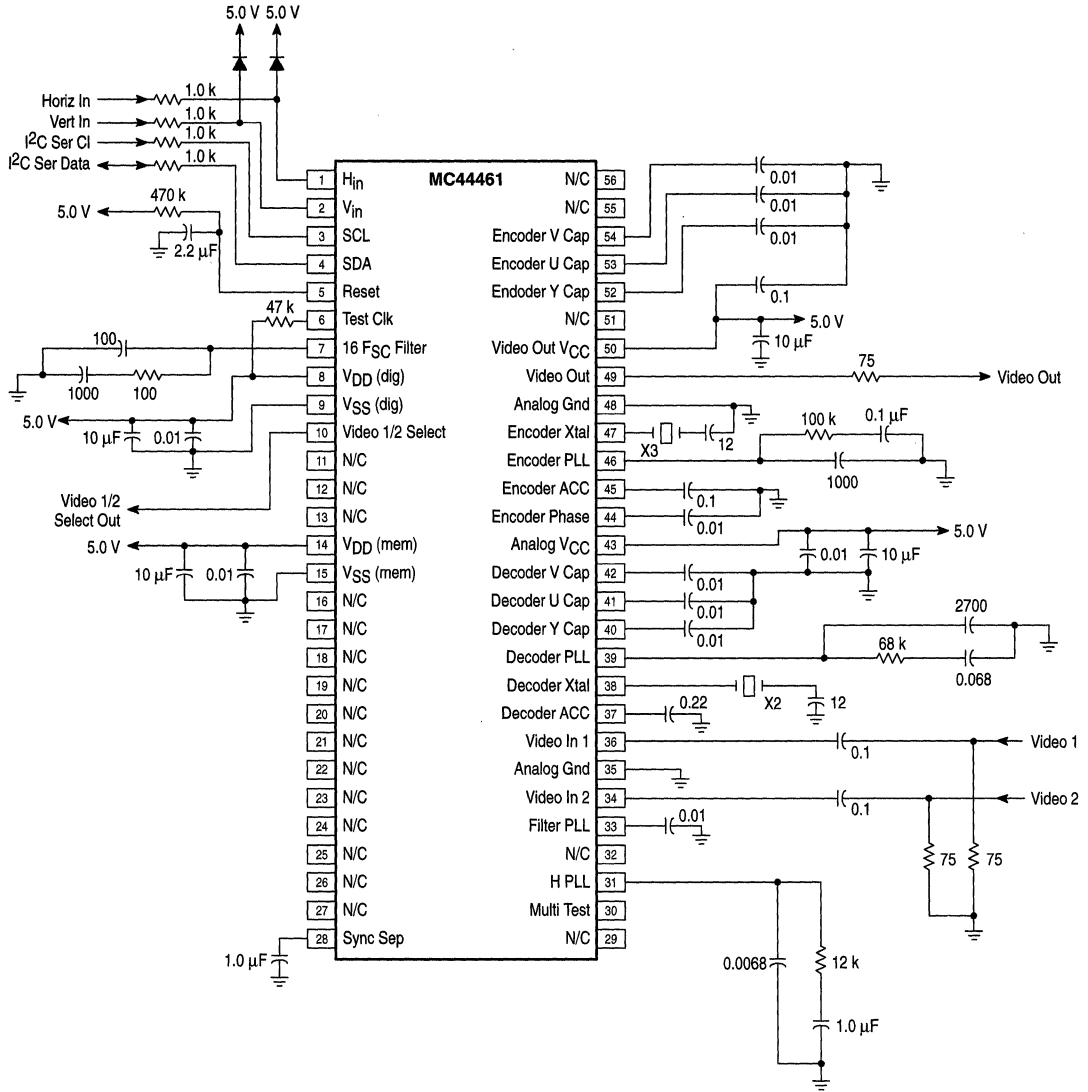 5.0 V 5.0 V
Horiz In 1.0 k
Vert In 1.0 k
I²C Ser Cl 1.0 k
I²C Ser Data 1.0 k
470 k
5.0 V
2.2 µF
47 k
100
1000 100
5.0 V
10 µF 0.01
Video 1/2
Select Out
5.0 V
10 µF 0.01
1.0 µF
MC44461
1 Hin
2 Vin
3 SCL
4 SDA
5 Reset
6 Test Clk
7 16 FSC Filter
8 VDD (dig)
9 VSS (dig)
10 Video 1/2 Select
11 N/C
12 N/C
13 N/C
14 VDD (mem)
15 VSS (mem)
16 N/C
17 N/C
18 N/C
19 N/C
20 N/C
21 N/C
22 N/C
23 N/C
24 N/C
25 N/C
26 N/C
27 N/C
28 Sync Sep
N/C 56
N/C 55
Encoder V Cap 54
Encoder U Cap 53
Endoder Y Cap 52
N/C 51
Video Out VCC 50
Video Out 49
Analog Gnd 48
Encoder Xtal 47
Encoder PLL 46
Encoder ACC 45
Encoder Phase 44
Analog VCC 43
Decoder V Cap 42
Decoder U Cap 41
Decoder Y Cap 40
Decoder PLL 39
Decoder Xtal 38
Decoder ACC 37
Video In 1 36
Analog Gnd 35
Video In 2 34
Filter PLL 33
N/C 32
H PLL 31
Multi Test 30
N/C 29
0.01
0.01
0.01
0.1
5.0 V
10 µF
75
Video Out
X3 12
100 k 0.1 µF
1000
0.1
0.01
5.0 V
0.01 10 µF
0.01
0.01
0.01
2700
68 k
0.068
X2 12
0.22
0.1 Video 1
0.1 Video 2
0.01
75 75
0.0068 12 k
1.0 µF